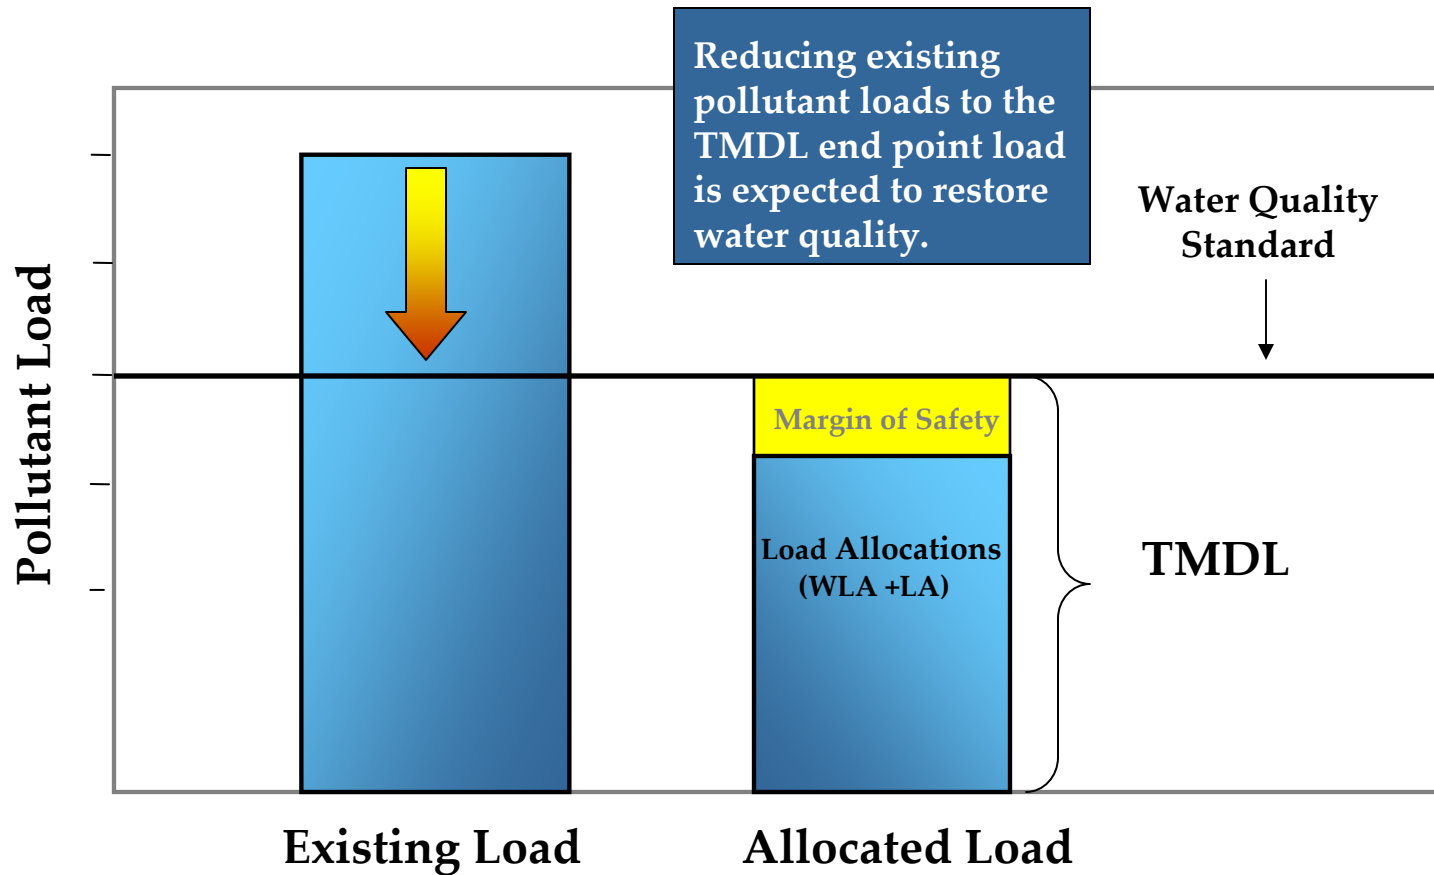 Reducing existing
pollutant loads to the
TMDL end point load
is expected to restore
water quality.
Water Quality
Standard
Pollutant Load
Margin of Safety
Load Allocations
(WLA +LA)
TMDL
Existing Load
Allocated Load